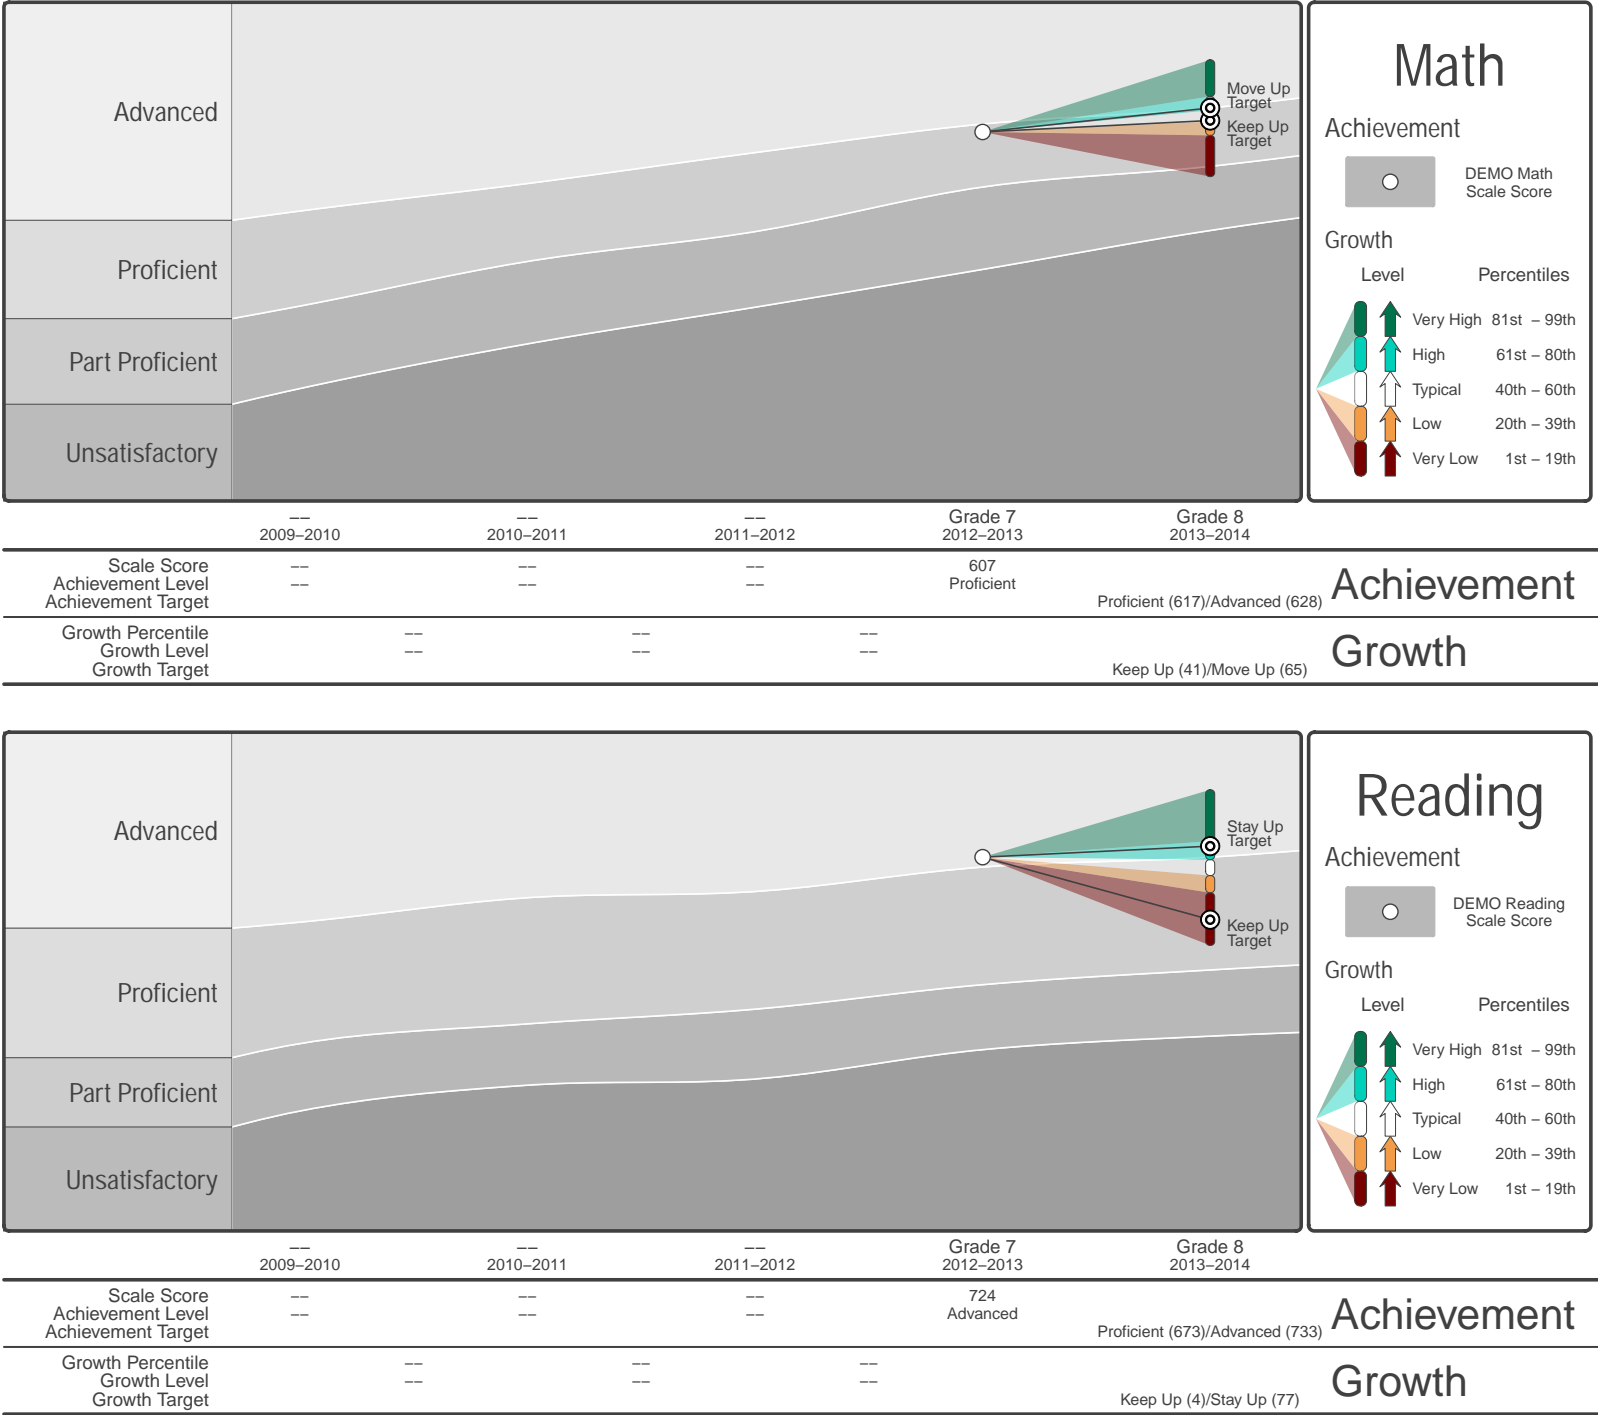 Math
Advanced
Proficient
Part Proficient
Unsatisfactory
Move Up
Target
Keep Up
Target
Achievement
DEMO Math
Scale Score
Growth
Level Percentiles
Very High 81st – 99th
High 61st – 80th
Typical 40th – 60th
Low 20th – 39th
Very Low 1st – 19th
–– –– –– Grade 7 Grade 8
2009–2010 2010–2011 2011–2012 2012–2013 2013–2014
Scale Score –– –– –– 607
Achievement Level –– –– –– Proficient
Achievement Target Proficient (617)/Advanced (628)
Achievement
Growth Percentile –– –– ––
Growth Level –– –– ––
Growth Target Keep Up (41)/Move Up (65)
Growth
Reading
Advanced
Proficient
Part Proficient
Unsatisfactory
Stay Up
Target
Keep Up
Target
Achievement
DEMO Reading
Scale Score
Growth
Level Percentiles
Very High 81st – 99th
High 61st – 80th
Typical 40th – 60th
Low 20th – 39th
Very Low 1st – 19th
–– –– –– Grade 7 Grade 8
2009–2010 2010–2011 2011–2012 2012–2013 2013–2014
Scale Score –– –– –– 724
Achievement Level –– –– –– Advanced
Achievement Target Proficient (673)/Advanced (733)
Achievement
Growth Percentile –– –– ––
Growth Level –– –– ––
Growth Target Keep Up (4)/Stay Up (77)
Growth